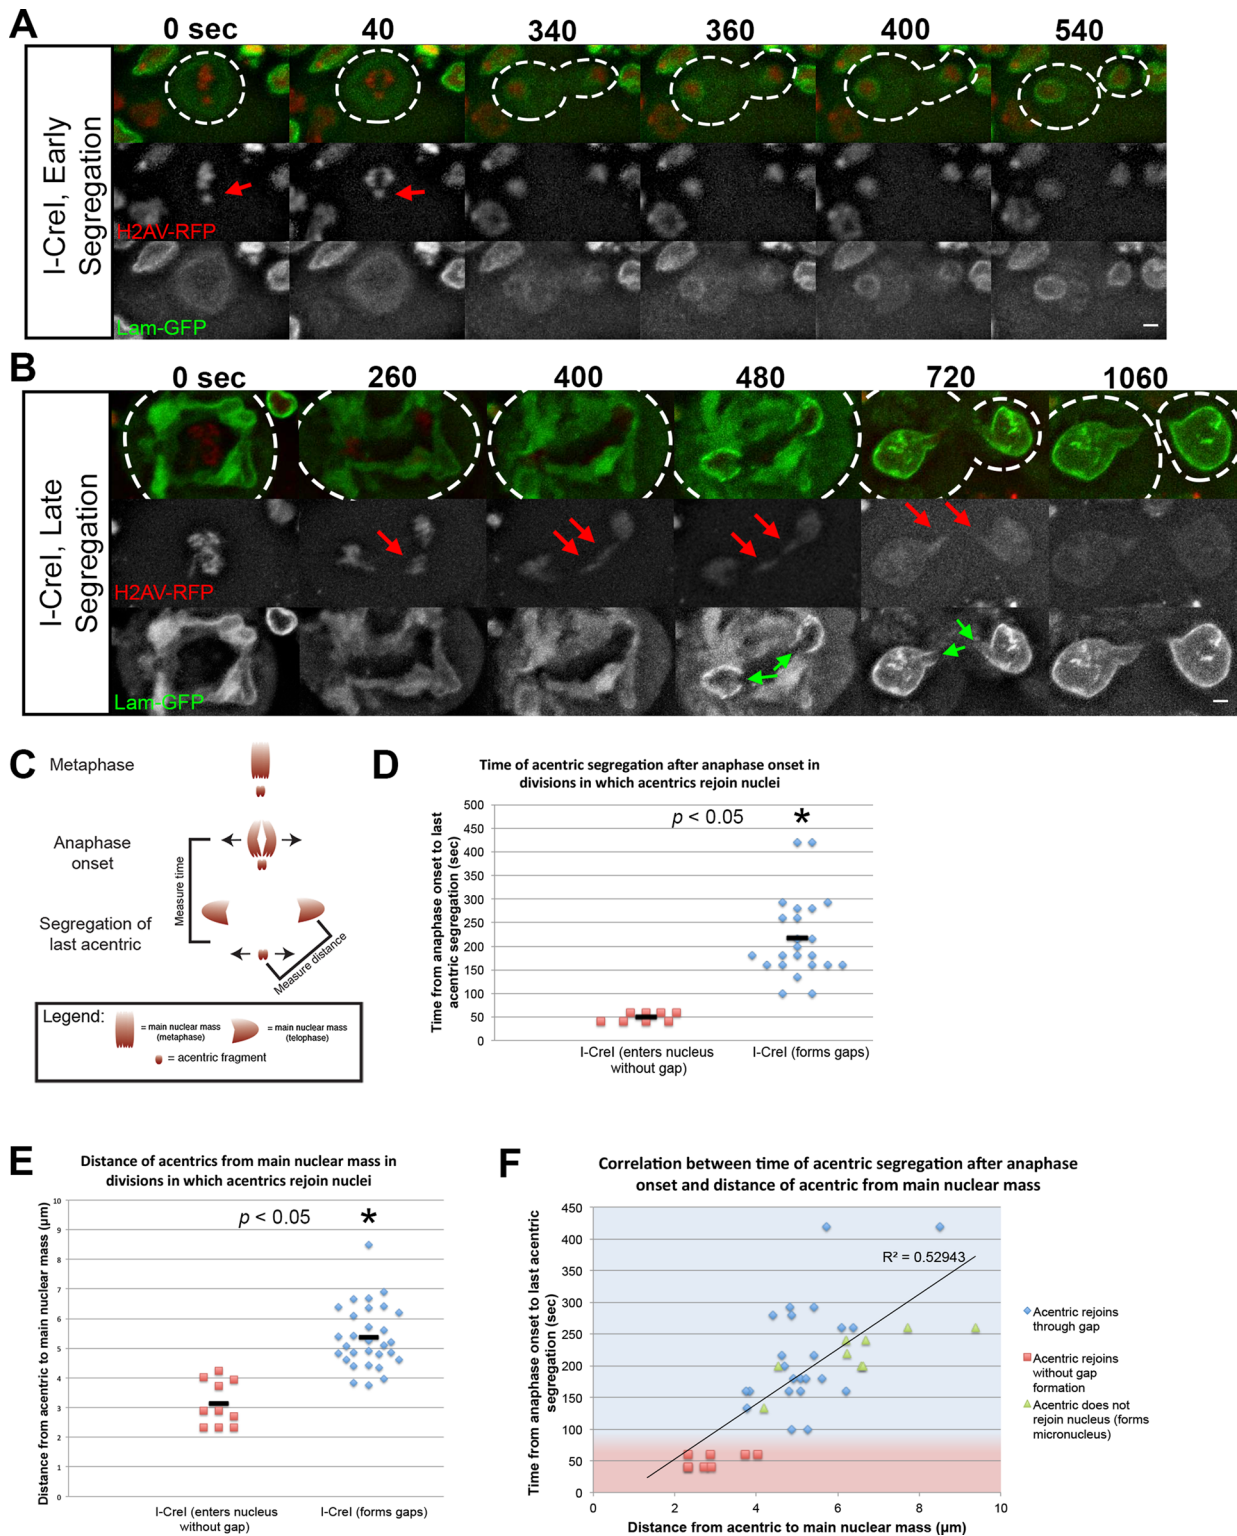 A
0 sec 40 340 360 400 540
I-CreI, Early
Segregation
H2AV-RFP
Lam-GFP
B
0 sec 260 400 480 720 1060
I-CreI, Late
Segregation
H2AV-RFP
Lam-GFP
C
Metaphase
Anaphase
onset
Measure time
Segregation of
last acentric
Measure distance
Legend:
= main nuclear mass
(metaphase)
= main nuclear mass
(telophase)
= acentric fragment
D
Time of acentric segregation after anaphase onset in
divisions in which acentrics rejoin nuclei
Time from anaphase onset to last
acentric segregation (sec)
500
450
400
350
300
250
200
150
100
50
0
p < 0.05 *
I-CreI (enters nucleus
without gap)
I-CreI (forms gaps)
E
Distance of acentrics from main nuclear mass in
divisions in which acentrics rejoin nuclei
Distance from acentric to main nuclear mass (µm)
10
9
8
7
6
5
4
3
2
1
0
p < 0.05 *
I-CreI (enters nucleus
without gap)
I-CreI (forms gaps)
F
Correlation between time of acentric segregation after anaphase
onset and distance of acentric from main nuclear mass
Time from anaphase onset to last acentric
segregation (sec)
450
400
350
300
250
200
150
100
50
0
R² = 0.52943
0 2 4 6 8 10
Distance from acentric to main nuclear mass (µm)
Acentric rejoins
through gap
Acentric rejoins
without gap
formation
Acentric does not
rejoin nucleus (forms
micronucleus)